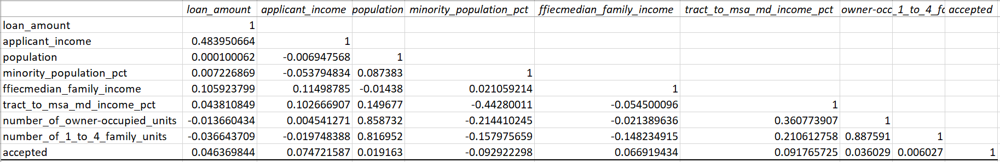 loan_amount applicant_income population minority_population_pct ffiecmedian_family_income tract_to_msa_md_income_pct owner-occ _1_to_4_fa accepted
loan_amount 1
applicant_income 0.483950664 1
population 0.000100062 -0.006947568 1
minority_population_pct 0.007226869 -0.053794834 0.087383 1
ffiecmedian_family_income 0.105923799 0.11498785 -0.01438 0.021059214 1
tract_to_msa_md_income_pct 0.043810849 0.102666907 0.149677 -0.44280011 -0.054500096 1
number_of_owner-occupied_units -0.013660434 0.004541271 0.858732 -0.214410245 -0.021389636 0.360773907 1
number_of_1_to_4_family_units -0.036643709 -0.019748388 0.816952 -0.157975659 -0.148234915 0.210612758 0.887591 1
accepted 0.046369844 0.074721587 0.019163 -0.092922298 0.066919434 0.091765725 0.036029 0.006027 1